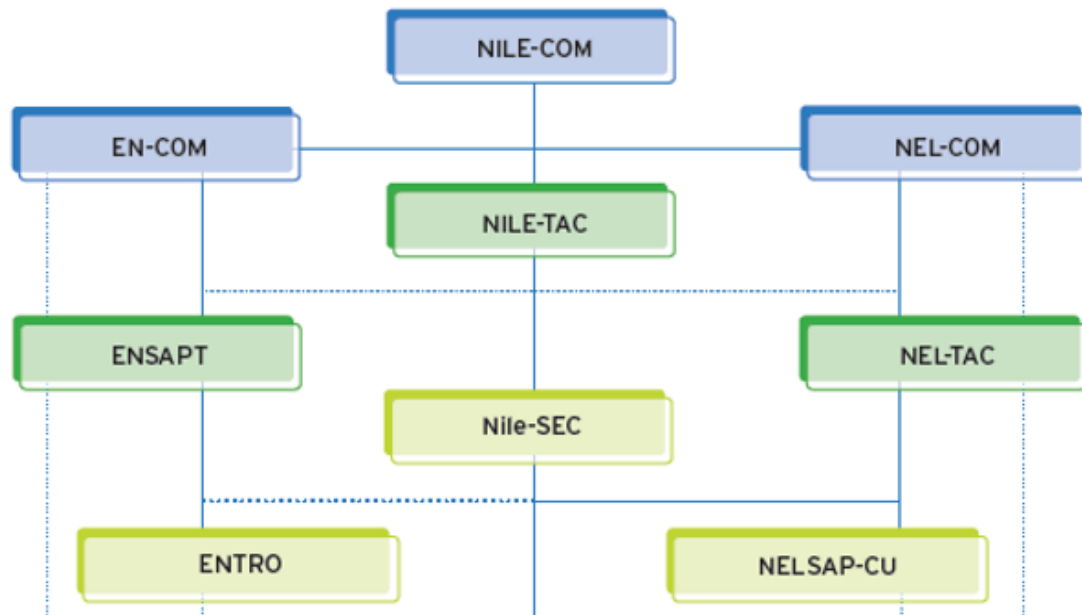 NILE-COM
EN-COM
NEL-COM
NILE-TAC
ENSAPT
NEL-TAC
Nile-SEC
ENTRO
NELSAP-CU